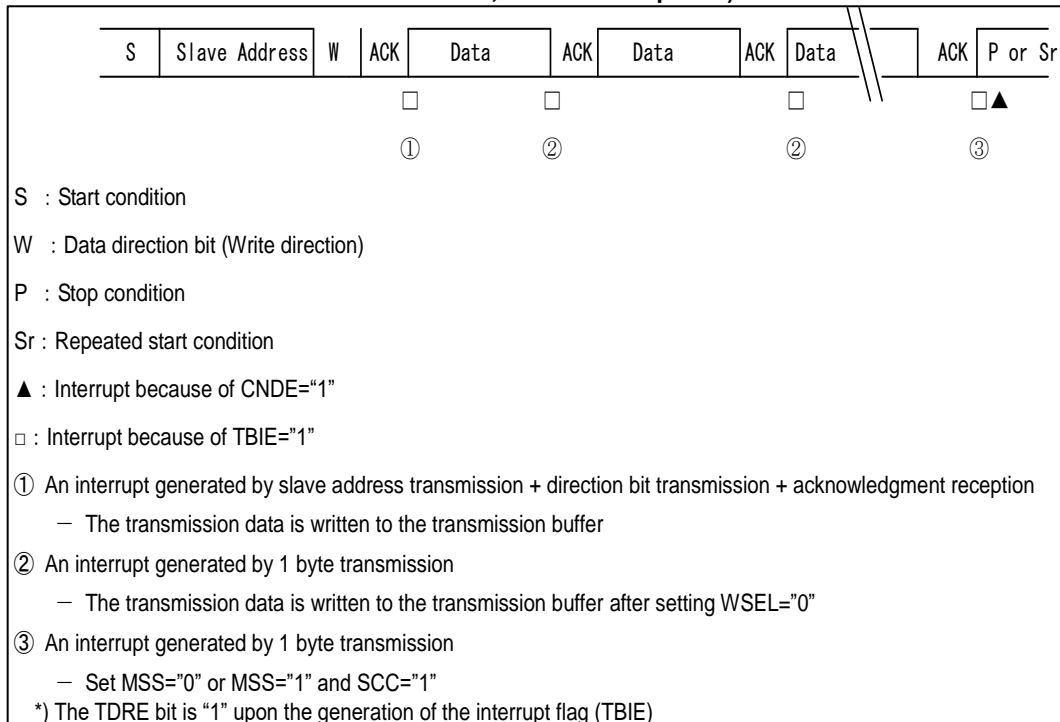 S Slave Address W ACK Data ACK Data ACK Data ACK P or Sr
□ □ □ □▲
① ② ② ③
S : Start condition
W : Data direction bit (Write direction)
P : Stop condition
Sr : Repeated start condition
▲ : Interrupt because of CNDE=“1”
□ : Interrupt because of TBIE=”1”
① An interrupt generated by slave address transmission + direction bit transmission + acknowledgment reception
－ The transmission data is written to the transmission buffer
② An interrupt generated by 1 byte transmission
－ The transmission data is written to the transmission buffer after setting WSEL=”0”
③ An interrupt generated by 1 byte transmission
－ Set MSS=”0” or MSS=”1” and SCC=”1”
*) The TDRE bit is “1” upon the generation of the interrupt flag (TBIE)